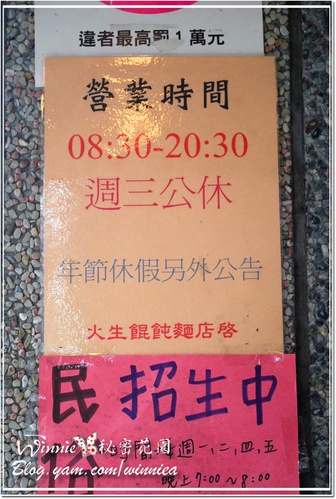 違者最高罰1萬元
營業時間
08:30-20:30
週三公休
年節休假另外公告
火生餛飩麵店啓
民 招生中
時間:週一、二、四、五
晚上7:00~8:00
Winnie 秘密花園
Blog.yam.com/winniea